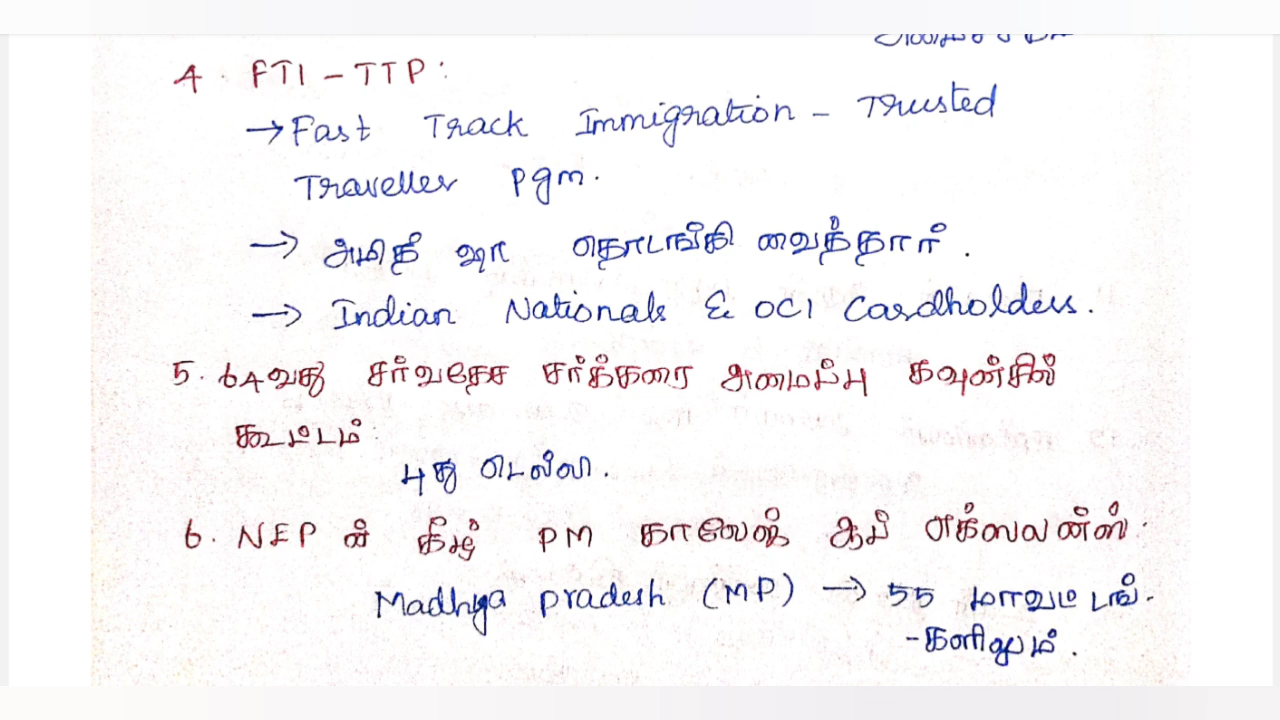 4. FTI - TTP:
→ Fast Track Immigration - Trusted
Traveller Pgm.
→ அமித் ஷா தொடங்கி வைத்தார்.
→ Indian Nationals & OCI Cardholders.
5. 64வது சர்வதேச சர்க்கரை அமைப்பு கவுன்சில்
கூட்டம்:
புது டெல்லி.
6. NEP ன் கீழ் PM காலேஜ் ஆப் எக்ஸலன்ஸ்.
Madhya Pradesh (MP) → 55 மாவட்டங்
-களிலும்.